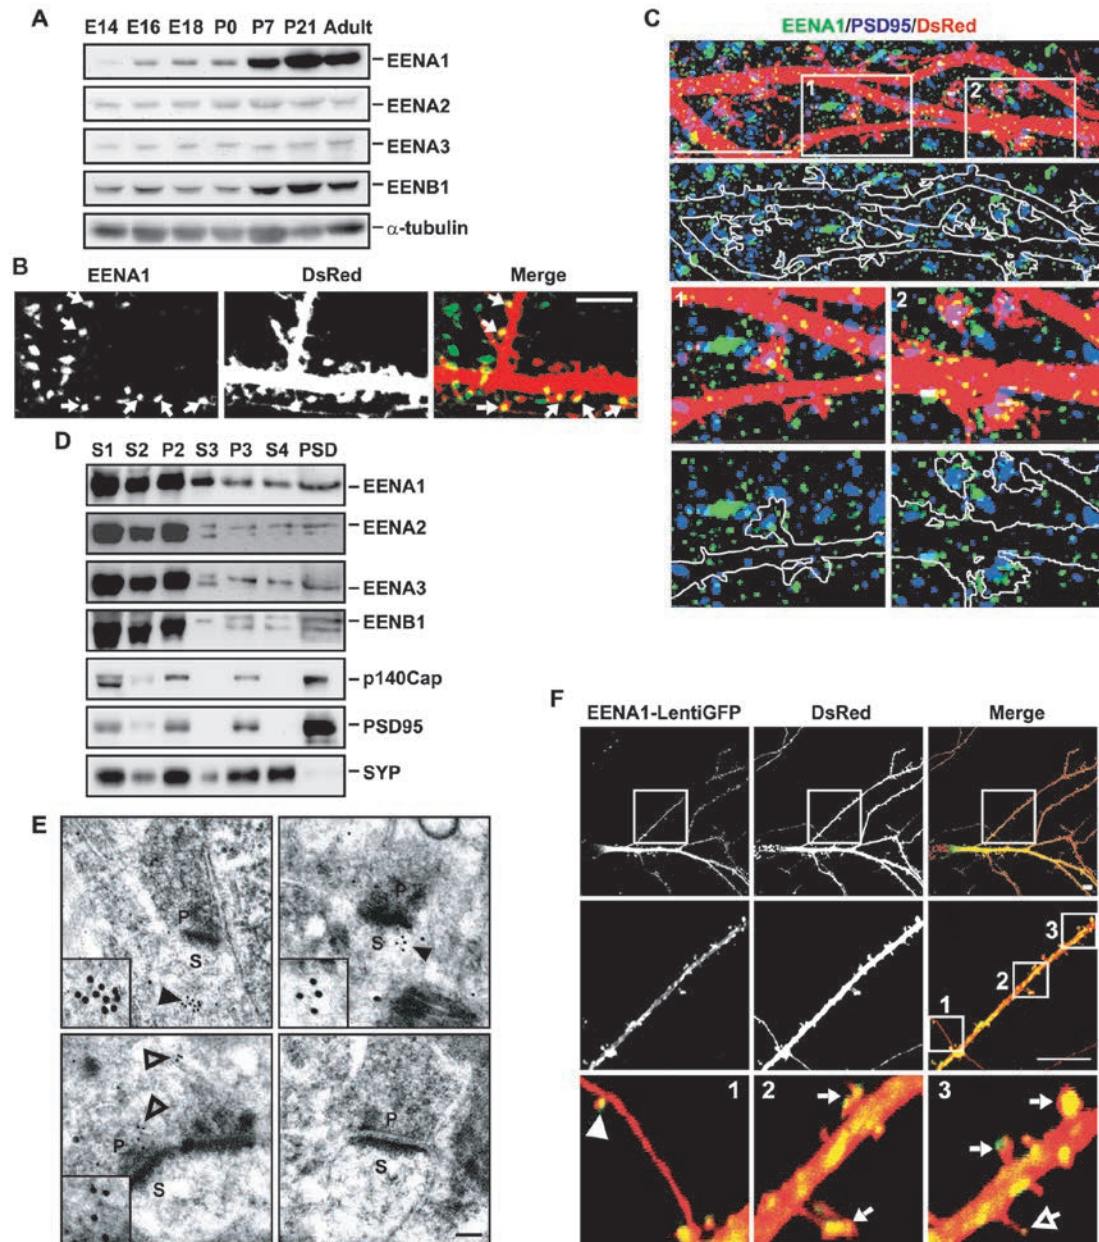 A
E14 E16 E18 P0 P7 P21 Adult
EENA1
EENA2
EENA3
EENB1
α-tubulin
B
EENA1 DsRed Merge
C
EENA1/PSD95/DsRed
1 2
1 2
D
S1 S2 P2 S3 P3 S4 PSD
EENA1
EENA2
EENA3
EENB1
p140Cap
PSD95
SYP
E
P
S
P
S
P
S
P
S
F
EENA1-LentiGFP DsRed Merge
3
2
1
1 2 3